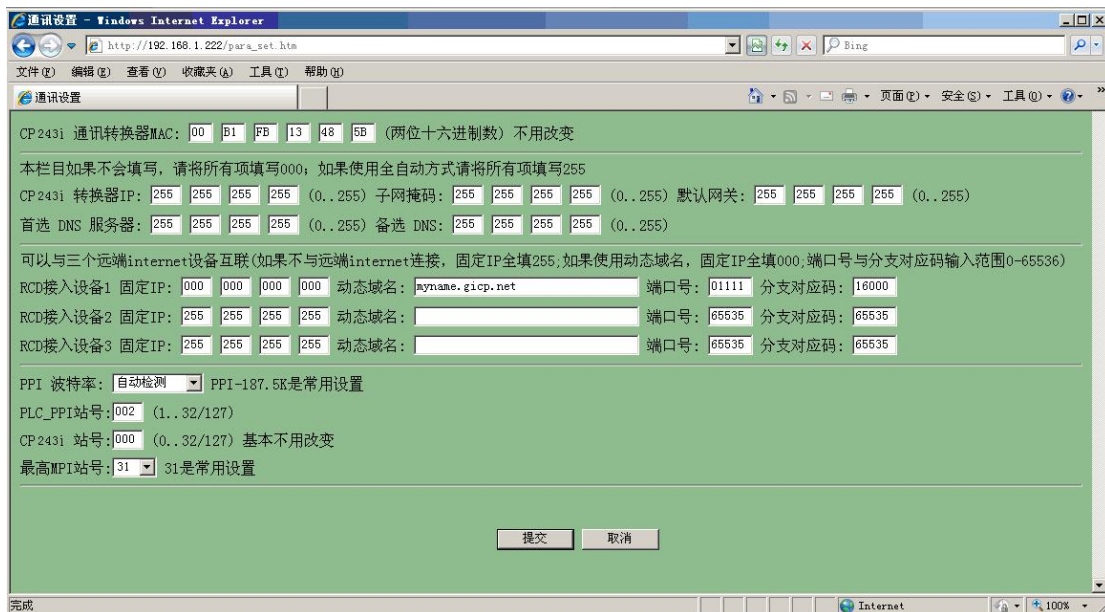 通讯设置 - Windows Internet Explorer
http://192.168.1.222/para_set.htm
Bing
文件(F) 编辑(E) 查看(V) 收藏夹(A) 工具(T) 帮助(H)
通讯设置
页面(P) 安全(S) 工具(O)
CP243i 通讯转换器MAC: 00 B1 FB 13 48 5B (两位十六进制数) 不用改变
本栏目如果不会填写, 请将所有项填写000; 如果使用全自动方式请将所有项填写255
CP243i 转换器IP: 255 255 255 255 (0..255) 子网掩码: 255 255 255 255 (0..255) 默认网关: 255 255 255 255 (0..255)
首选 DNS 服务器: 255 255 255 255 (0..255) 备选 DNS: 255 255 255 255 (0..255)
可以与三个远端internet设备互联(如果不与远端internet连接, 固定IP全填255;如果使用动态域名, 固定IP全填000;端口号与分支对应码输入范围0-65536)
RCD接入设备1 固定IP: 000 000 000 000 动态域名: myname.gicp.net 端口号: 01111 分支对应码: 16000
RCD接入设备2 固定IP: 255 255 255 255 动态域名: 端口号: 65535 分支对应码: 65535
RCD接入设备3 固定IP: 255 255 255 255 动态域名: 端口号: 65535 分支对应码: 65535
PPI 波特率: 自动检测 PPI-187.5K是常用设置
PLC_PPI站号: 002 (1..32/127)
CP243i 站号: 000 (0..32/127) 基本不用改变
最高MPI站号: 31 31是常用设置
提交 取消
完成 Internet 100%